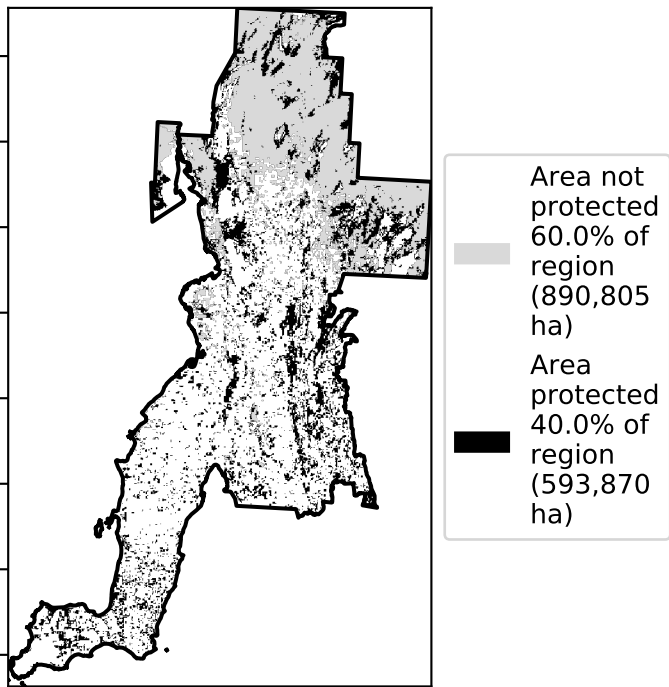 Area not
protected
60.0% of
region
(890,805
ha)
Area
protected
40.0% of
region
(593,870
ha)